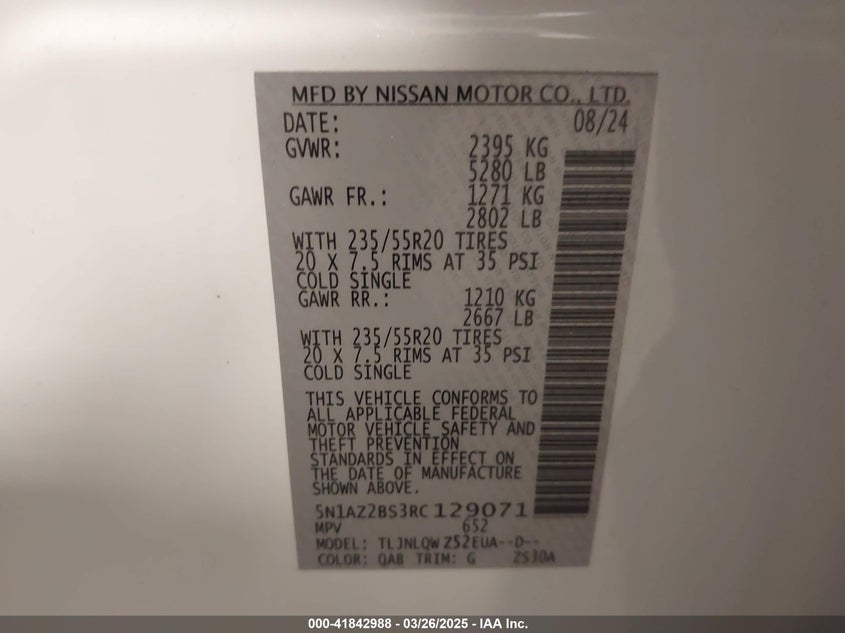 MFD BY NISSAN MOTOR CO., LTD.
DATE: 08/24
GVWR: 2395 KG
5280 LB
GAWR FR.: 1271 KG
2802 LB
WITH 235/55R20 TIRES
20 X 7.5 RIMS AT 35 PSI
COLD SINGLE
GAWR RR.: 1210 KG
2667 LB
WITH 235/55R20 TIRES
20 X 7.5 RIMS AT 35 PSI
COLD SINGLE
THIS VEHICLE CONFORMS TO
ALL APPLICABLE FEDERAL
MOTOR VEHICLE SAFETY AND
THEFT PREVENTION
STANDARDS IN EFFECT ON
THE DATE OF MANUFACTURE
SHOWN ABOVE.
5N1AZ2BS3RC129071
MPV 652
MODEL: TLJNLQW Z52EUA--D--
COLOR: QAB TRIM: G ZS30A
000-41842988 - 03/26/2025 - IAA Inc.